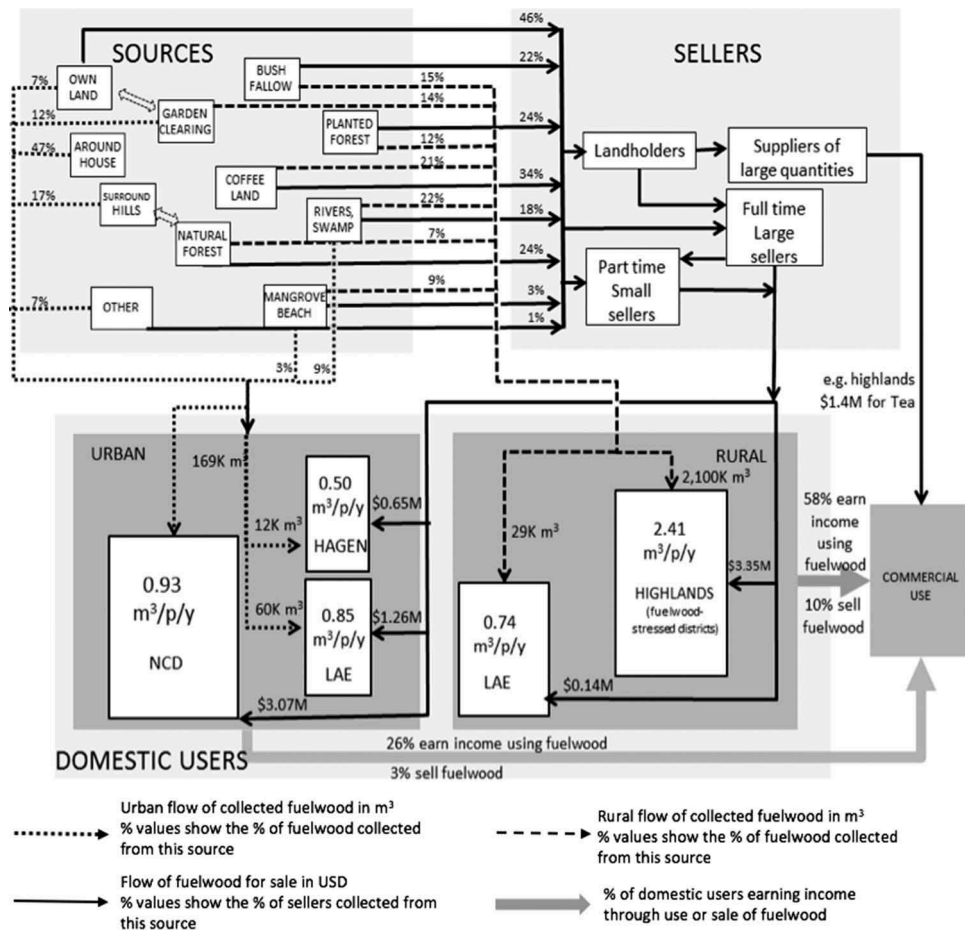 SOURCES
SELLERS
46%
22%
15%
14%
24%
12%
21%
34%
22%
18%
7%
24%
9%
3%
1%
7%
12%
47%
17%
7%
3%
9%
OWN
LAND
BUSH
FALLOW
GARDEN
CLEARING
PLANTED
FOREST
AROUND
HOUSE
COFFEE
LAND
SURROUND
HILLS
RIVERS,
SWAMP
NATURAL
FOREST
OTHER
MANGROVE
BEACH
Landholders
Suppliers of
large quantities
Full time
Large
sellers
Part time
Small
sellers
e.g. highlands
$1.4M for Tea
URBAN
169K m³
0.50
m³/p/y
HAGEN
$0.65M
12K m³
0.93
m³/p/y
NCD
60K m³
0.85
m³/p/y
LAE
$1.26M
$3.07M
RURAL
2,100K m³
29K m³
2.41
m³/p/y
HIGHLANDS
(fuelwood-
stressed districts)
$3.35M
0.74
m³/p/y
LAE
$0.14M
58% earn
income
using
fuelwood
10% sell
fuelwood
COMMERCIAL
USE
DOMESTIC USERS
26% earn income using fuelwood
3% sell fuelwood
Urban flow of collected fuelwood in m³
% values show the % of fuelwood collected
from this source
Rural flow of collected fuelwood in m³
% values show the % of fuelwood collected
from this source
Flow of fuelwood for sale in USD
% values show the % of sellers collected from
this source
% of domestic users earning income
through use or sale of fuelwood